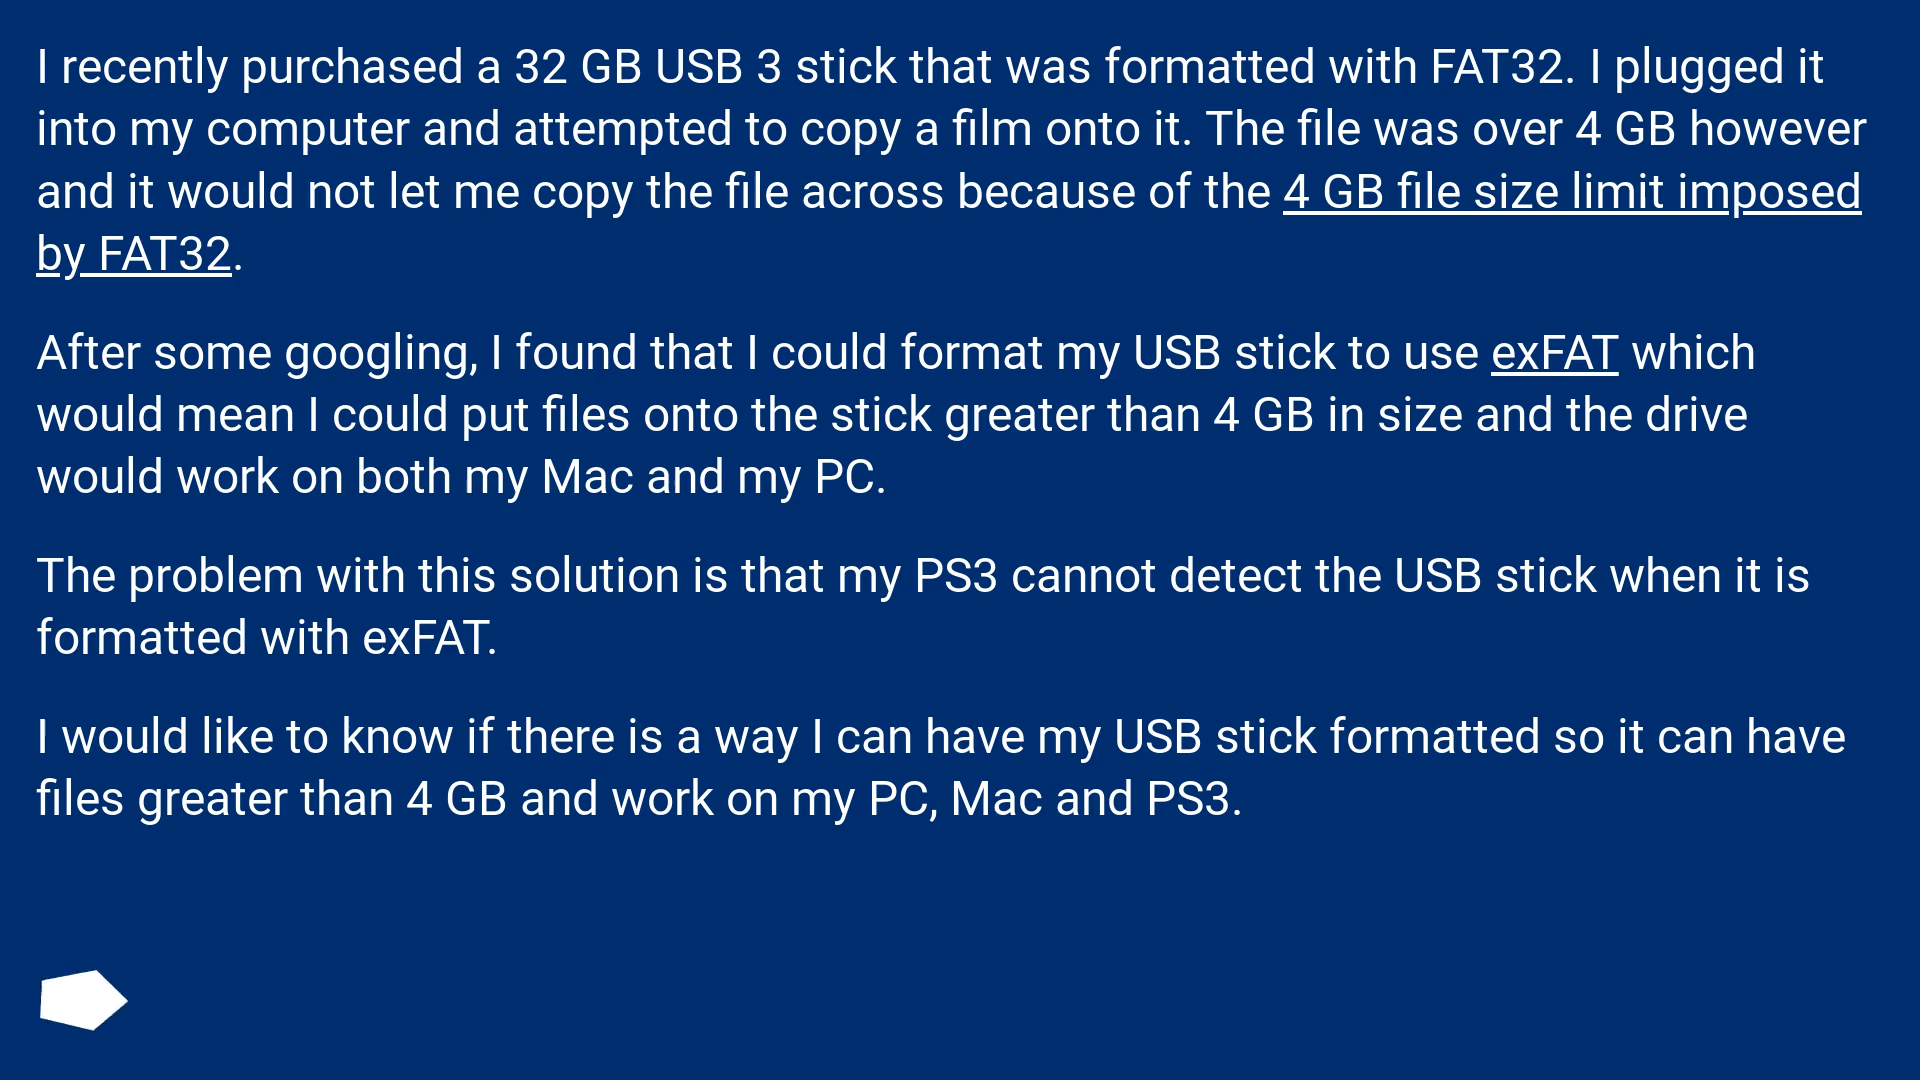 I recently purchased a 32 GB USB 3 stick that was formatted with FAT32. I plugged it
into my computer and attempted to copy a film onto it. The file was over 4 GB however
and it would not let me copy the file across because of the 4 GB file size limit imposed
by FAT32.
After some googling, I found that I could format my USB stick to use exFAT which
would mean I could put files onto the stick greater than 4 GB in size and the drive
would work on both my Mac and my PC.
The problem with this solution is that my PS3 cannot detect the USB stick when it is
formatted with exFAT.
I would like to know if there is a way I can have my USB stick formatted so it can have
files greater than 4 GB and work on my PC, Mac and PS3.